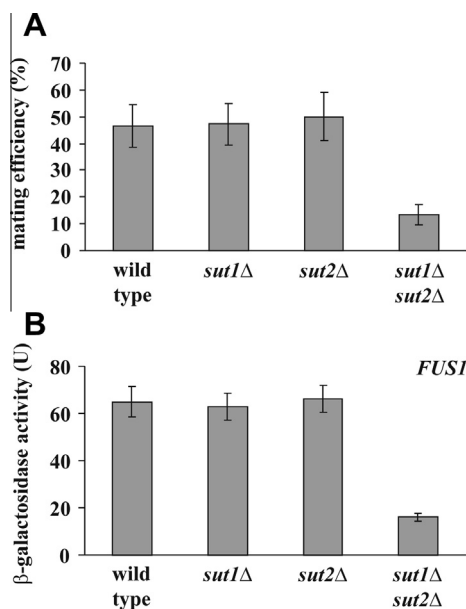 A
mating efficiency (%)
70
60
50
40
30
20
10
0
wild
type
sut1Δ
sut2Δ
sut1Δ
sut2Δ
B
β-galactosidase activity (U)
FUS1
80
60
40
20
0
wild
type
sut1Δ
sut2Δ
sut1Δ
sut2Δ